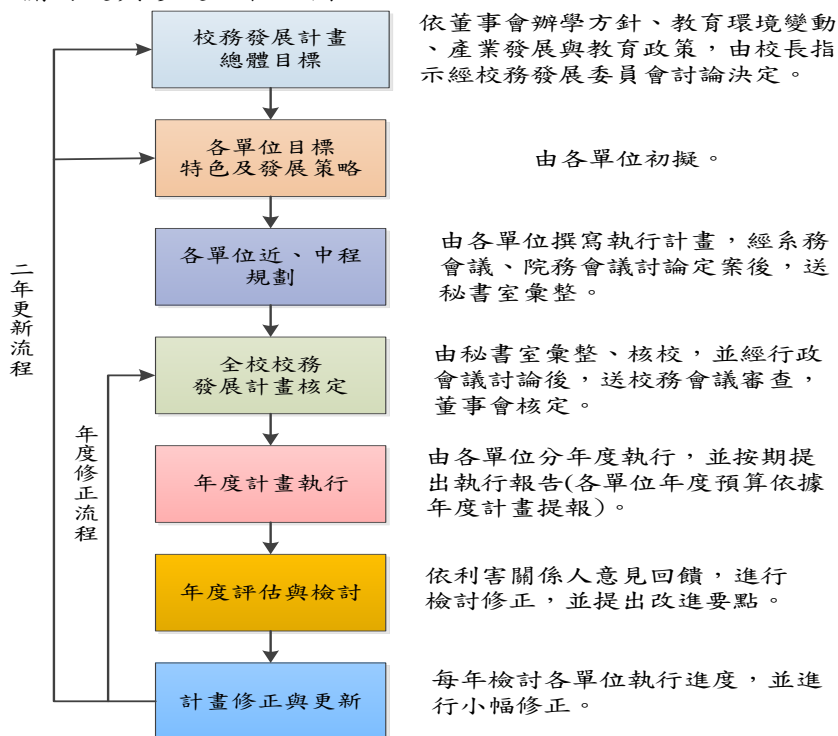 校務發展計畫
總體目標
依董事會辦學方針、教育環境變動
、產業發展與教育政策，由校長指
示經校務發展委員會討論決定。
各單位目標
特色及發展策略
由各單位初擬。
各單位近、中程
規劃
由各單位撰寫執行計畫，經系務
會議、院務會議討論定案後，送
秘書室彙整。
二年更新流程
全校校務
發展計畫核定
由秘書室彙整、核校，並經行政
會議討論後，送校務會議審查，
董事會核定。
年度修正流程
年度計畫執行
由各單位分年度執行，並按期提
出執行報告(各單位年度預算依據
年度計畫提報)。
年度評估與檢討
依利害關係人意見回饋，進行
檢討修正，並提出改進要點。
計畫修正與更新
每年檢討各單位執行進度，並進
行小幅修正。